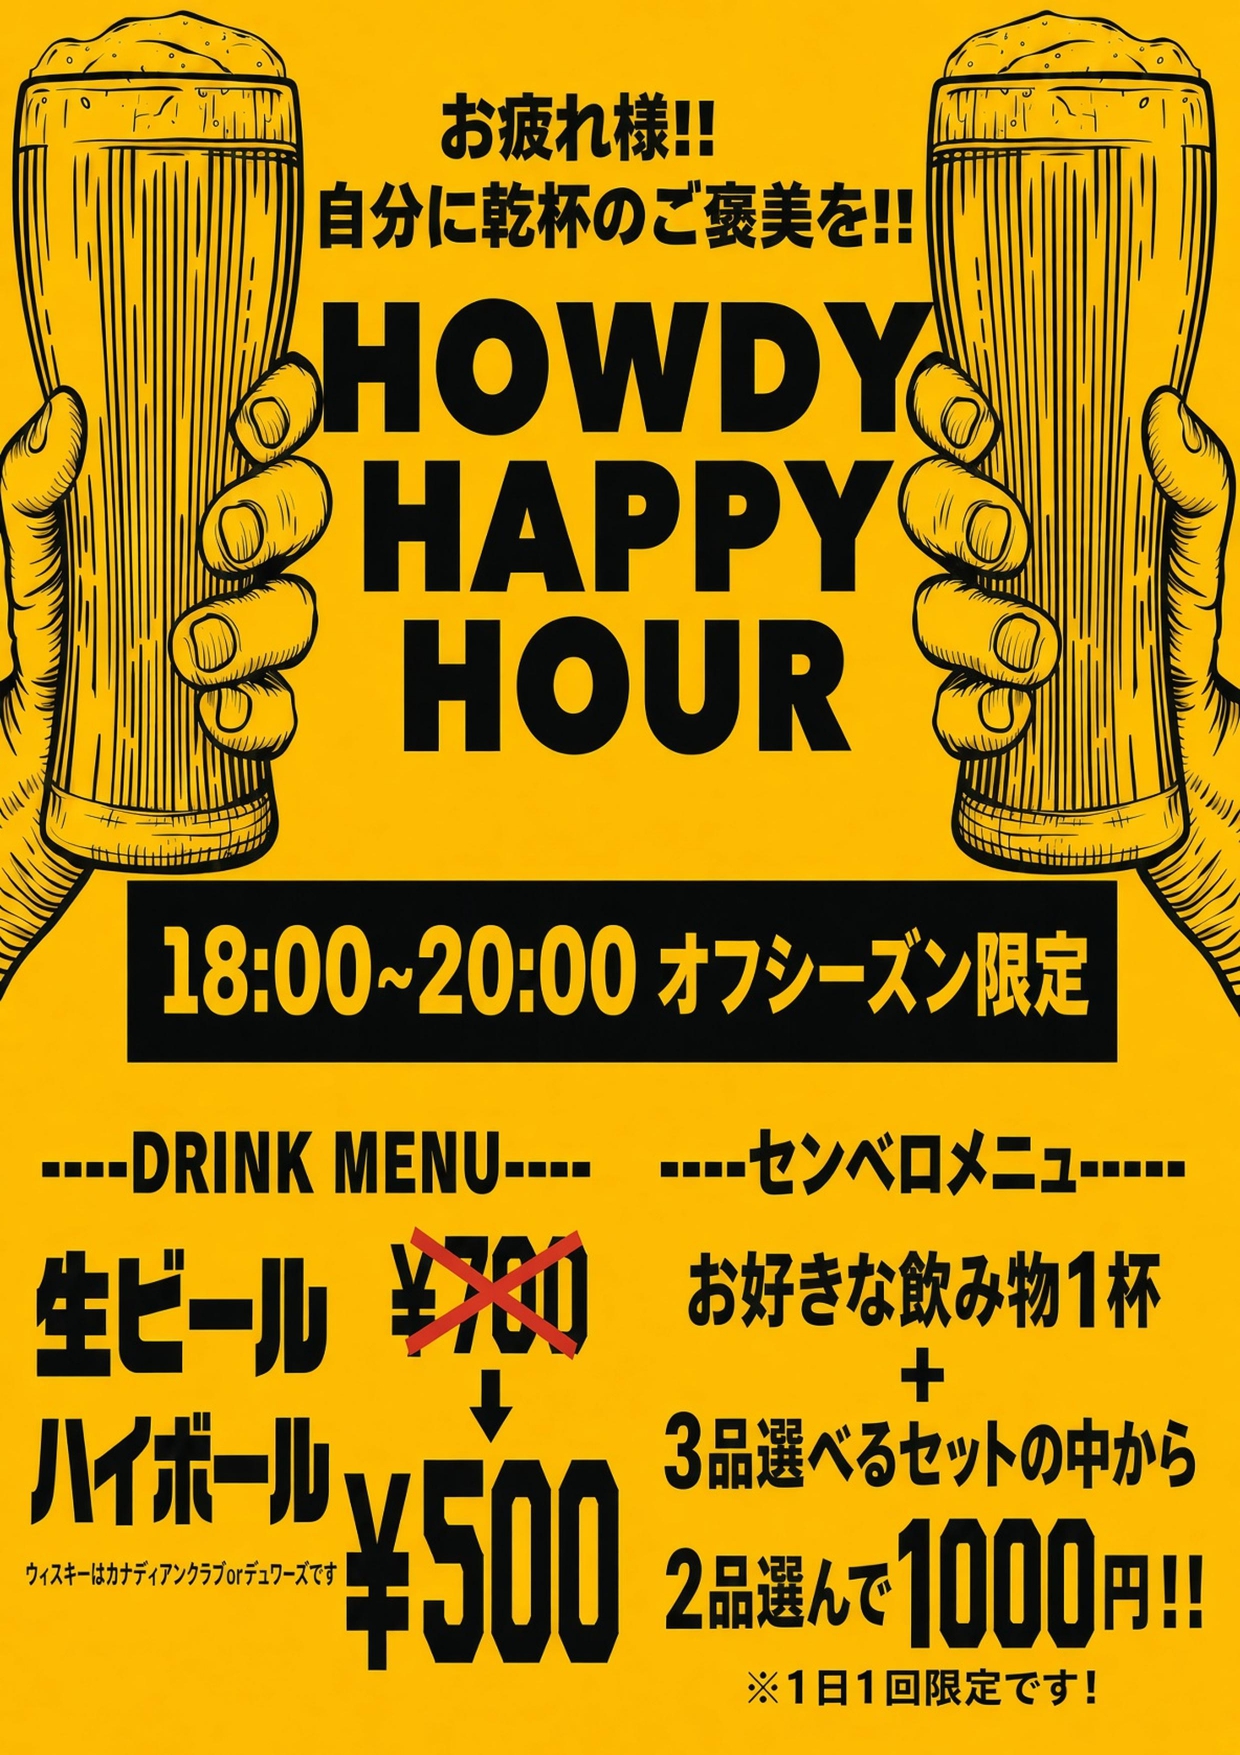 お疲れ様!!
自分に乾杯のご褒美を!!
HOWDY
HAPPY
HOUR
18:00~20:00 オフシーズン限定
----DRINK MENU----
生ビール
ハイボール
ウィスキーはカナディアンクラブorデュワーズです
¥700
¥500
----センベロメニュ-----
お好きな飲み物1杯
+
3品選べるセットの中から
2品選んで1000円!!
※1日1回限定です!